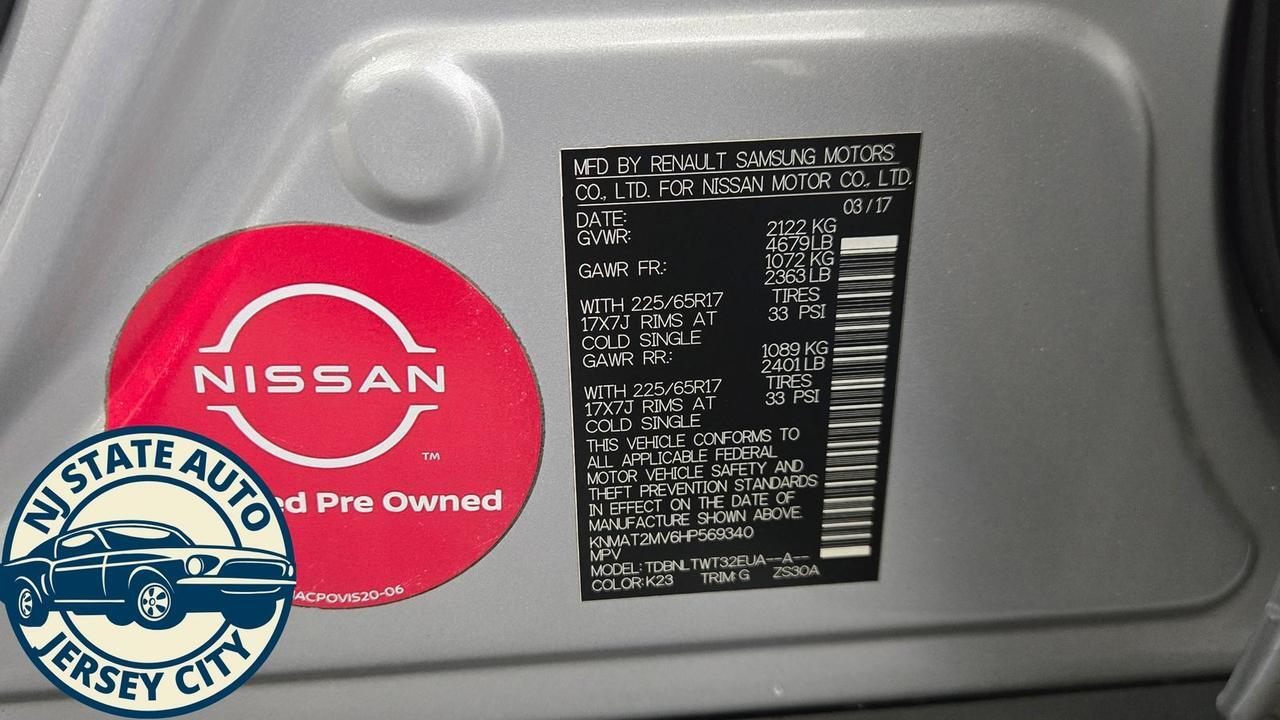 MFD BY RENAULT SAMSUNG MOTORS
CO., LTD. FOR NISSAN MOTOR CO., LTD.
DATE: 03/17
GVWR: 2122 KG
4679LB
GAWR FR.: 1072 KG
2363 LB
WITH 225/65R17 TIRES
17X7J RIMS AT 33 PSI
COLD SINGLE
GAWR RR.: 1089 KG
2401 LB
WITH 225/65R17 TIRES
17X7J RIMS AT 33 PSI
COLD SINGLE
THIS VEHICLE CONFORMS TO
ALL APPLICABLE FEDERAL
MOTOR VEHICLE SAFETY AND
THEFT PREVENTION STANDARDS
IN EFFECT ON THE DATE OF
MANUFACTURE SHOWN ABOVE.
KNMAT2MV6HP569340
MPV
MODEL: TDBNLTWT32EUA--A--
COLOR: K23 TRIM: G ZS30A
NISSAN
TM
ed Pre Owned
ACPOVIS20-06
NJ STATE AUTO
JERSEY CITY